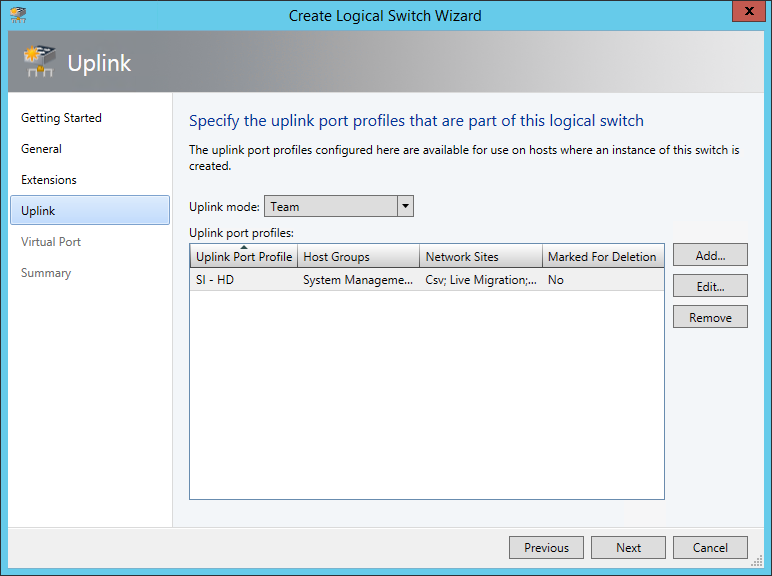 Create Logical Switch Wizard
x
Uplink
Getting Started
General
Extensions
Uplink
Virtual Port
Summary
Specify the uplink port profiles that are part of this logical switch
The uplink port profiles configured here are available for use on hosts where an instance of this switch is
created.
Uplink mode: Team
Uplink port profiles:
Uplink Port Profile Host Groups Network Sites Marked For Deletion
SI - HD System Manageme... Csv; Live Migration;... No
Add...
Edit...
Remove
Previous Next Cancel